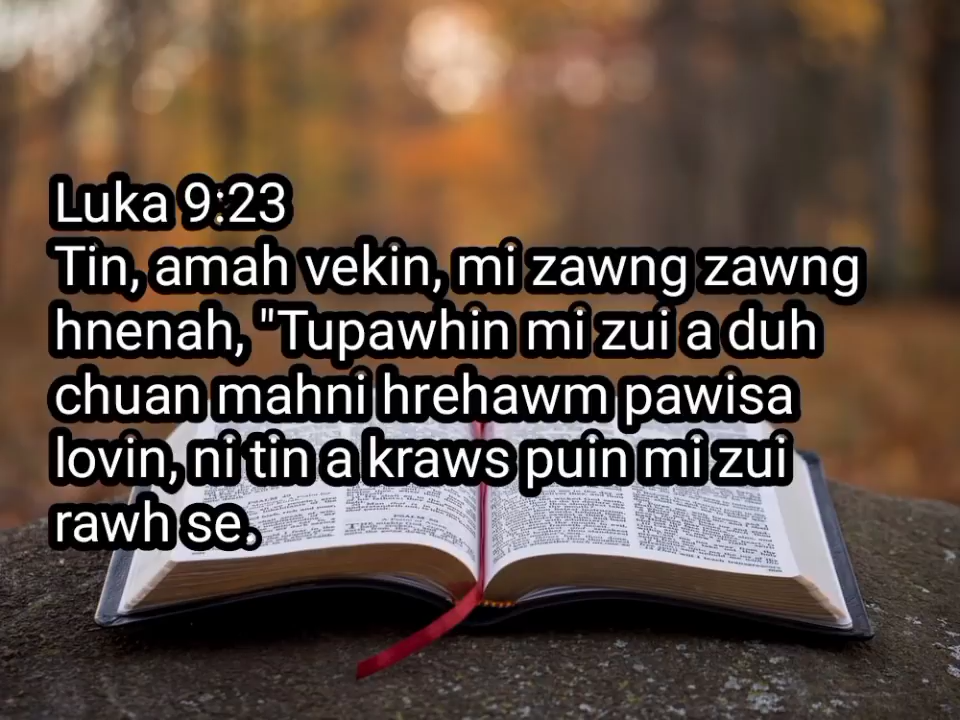 Luka 9:23
Tin, amah vekin, mi zawng zawng
hnenah, "Tupawhin mi zui a duh
chuan mahni hrehawm pawisa
lovin, ni tin a kraws puin mi zui
rawh se.